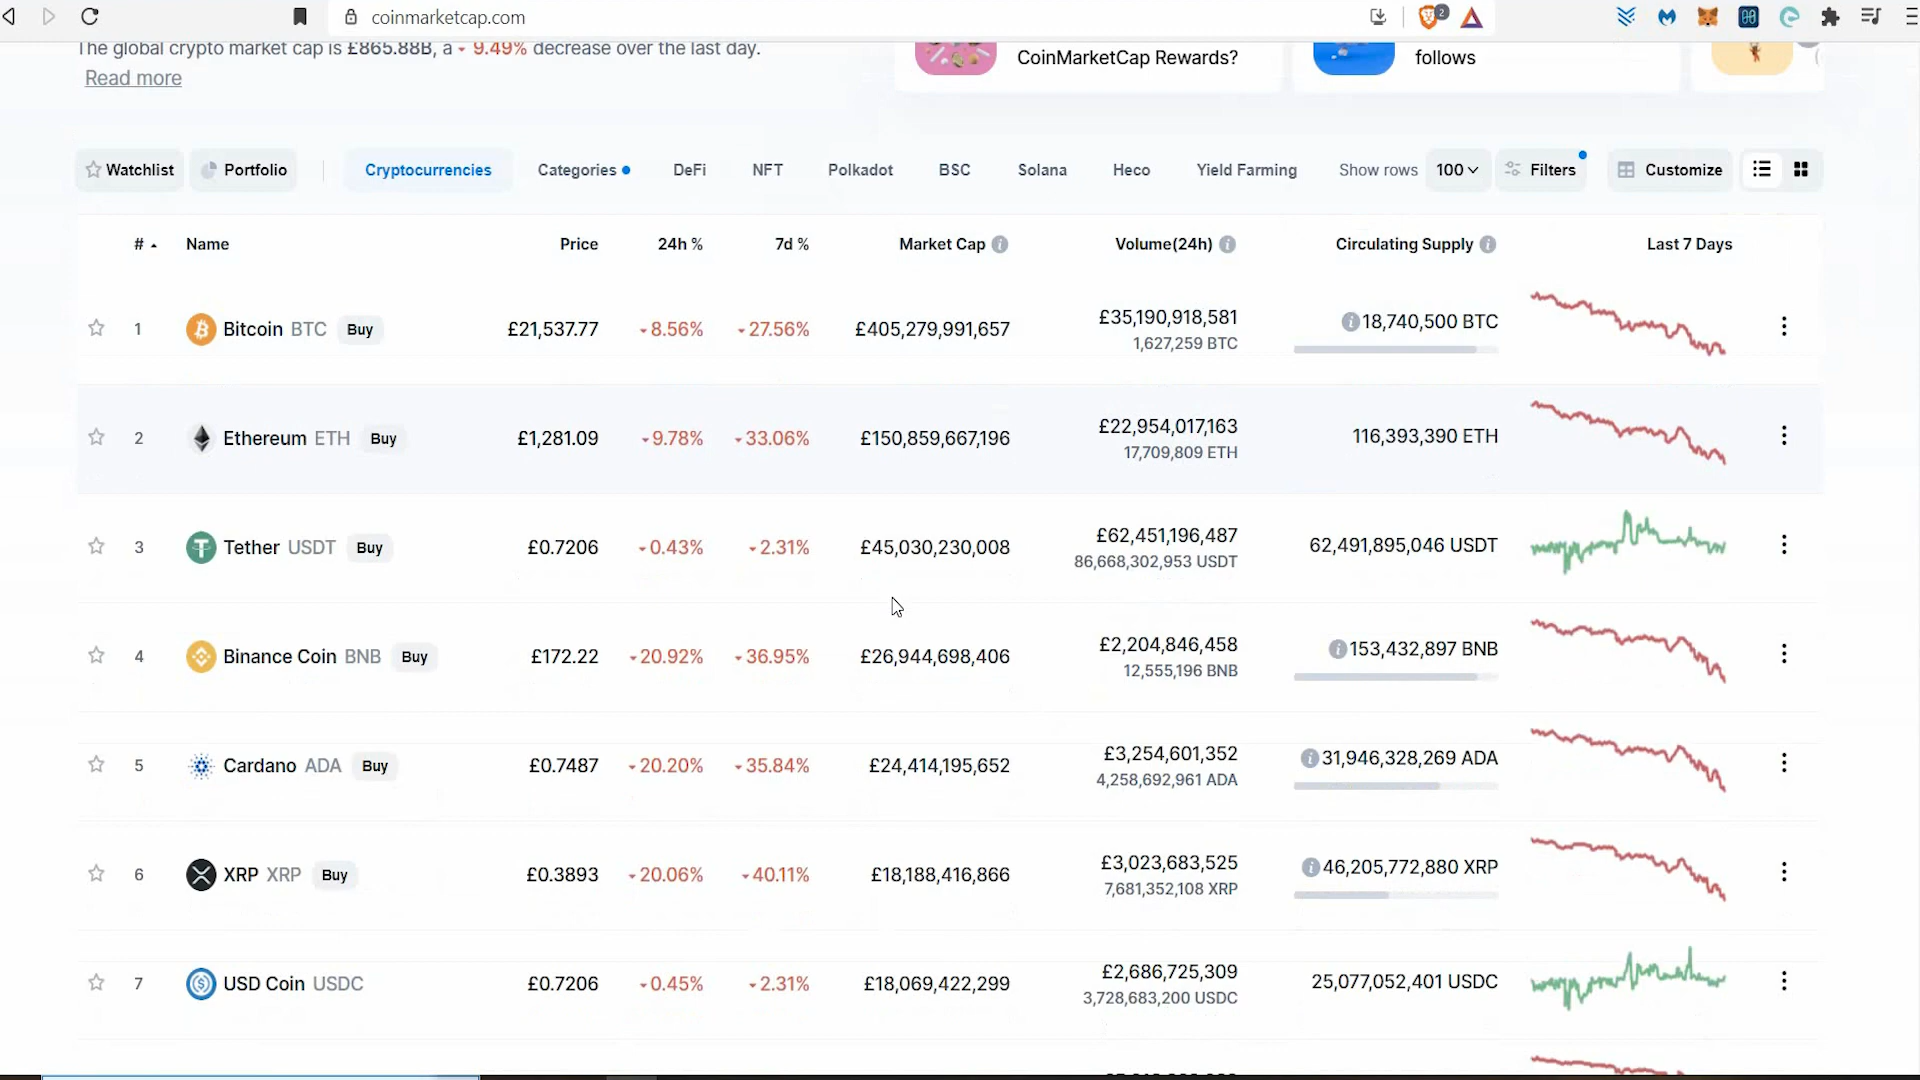 coinmarketcap.com
2
The global crypto market cap is £865.88B, a 9.49% decrease over the last day.
Read more
CoinMarketCap Rewards?
follows
Watchlist Portfolio Cryptocurrencies Categories DeFi NFT Polkadot BSC Solana Heco Yield Farming Show rows 100 Filters Customize
# Name Price 24h % 7d % Market Cap Volume(24h) Circulating Supply Last 7 Days
1 Bitcoin BTC Buy £21,537.77 8.56% 27.56% £405,279,991,657 £35,190,918,581 18,740,500 BTC
1,627,259 BTC
2 Ethereum ETH Buy £1,281.09 9.78% 33.06% £150,859,667,196 £22,954,017,163 116,393,390 ETH
17,709,809 ETH
3 Tether USDT Buy £0.7206 0.43% 2.31% £45,030,230,008 £62,451,196,487 62,491,895,046 USDT
86,668,302,953 USDT
4 Binance Coin BNB Buy £172.22 20.92% 36.95% £26,944,698,406 £2,204,846,458 153,432,897 BNB
12,555,196 BNB
5 Cardano ADA Buy £0.7487 20.20% 35.84% £24,414,195,652 £3,254,601,352 31,946,328,269 ADA
4,258,692,961 ADA
6 XRP XRP Buy £0.3893 20.06% 40.11% £18,188,416,866 £3,023,683,525 46,205,772,880 XRP
7,681,352,108 XRP
7 USD Coin USDC £0.7206 0.45% 2.31% £18,069,422,299 £2,686,725,309 25,077,052,401 USDC
3,728,683,200 USDC